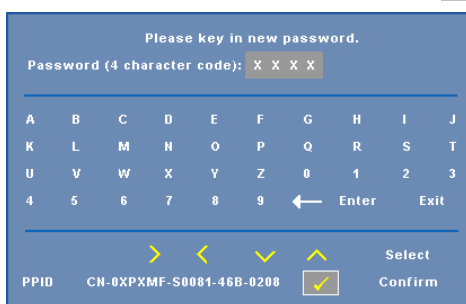 Please key in new password.
Password (4 character code): X X X X
A B C D E F G H I J
K L M N O P Q R S T
U V W X Y Z 0 1 2 3
4 5 6 7 8 9 ← Enter Exit
Select
PPID CN-0XPXMF-S0081-46B-0208 Confirm